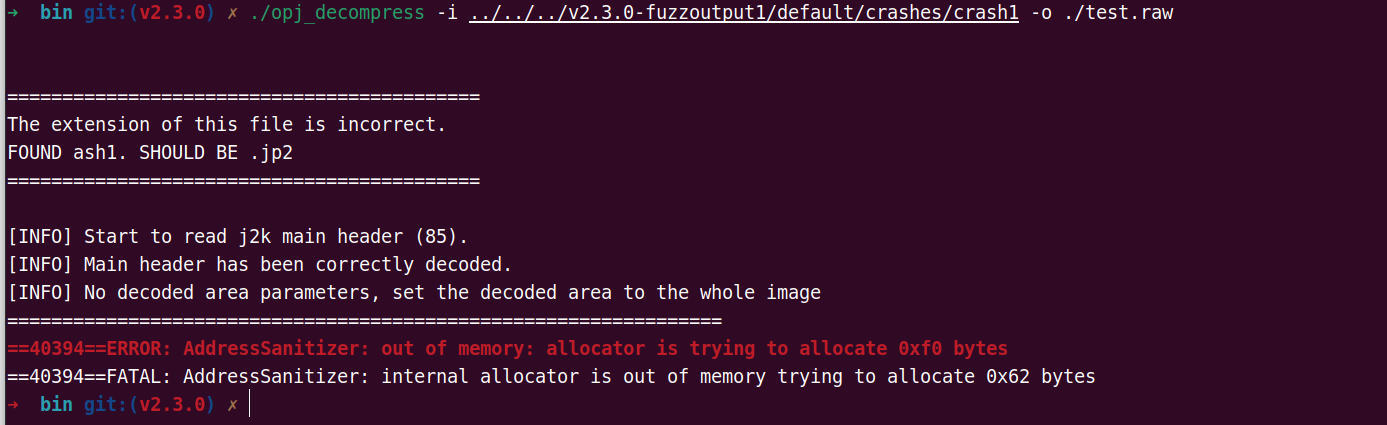 ➜  bin git:(v2.3.0) ✗ ./opj_decompress -i ../../../v2.3.0-fuzzoutput1/default/crashes/crash1 -o ./test.raw
===========================================
The extension of this file is incorrect.
FOUND ash1. SHOULD BE .jp2
===========================================
[INFO] Start to read j2k main header (85).
[INFO] Main header has been correctly decoded.
[INFO] No decoded area parameters, set the decoded area to the whole image
=================================================================
==40394==ERROR: AddressSanitizer: out of memory: allocator is trying to allocate 0xf0 bytes
==40394==FATAL: AddressSanitizer: internal allocator is out of memory trying to allocate 0x62 bytes
➜  bin git:(v2.3.0) ✗